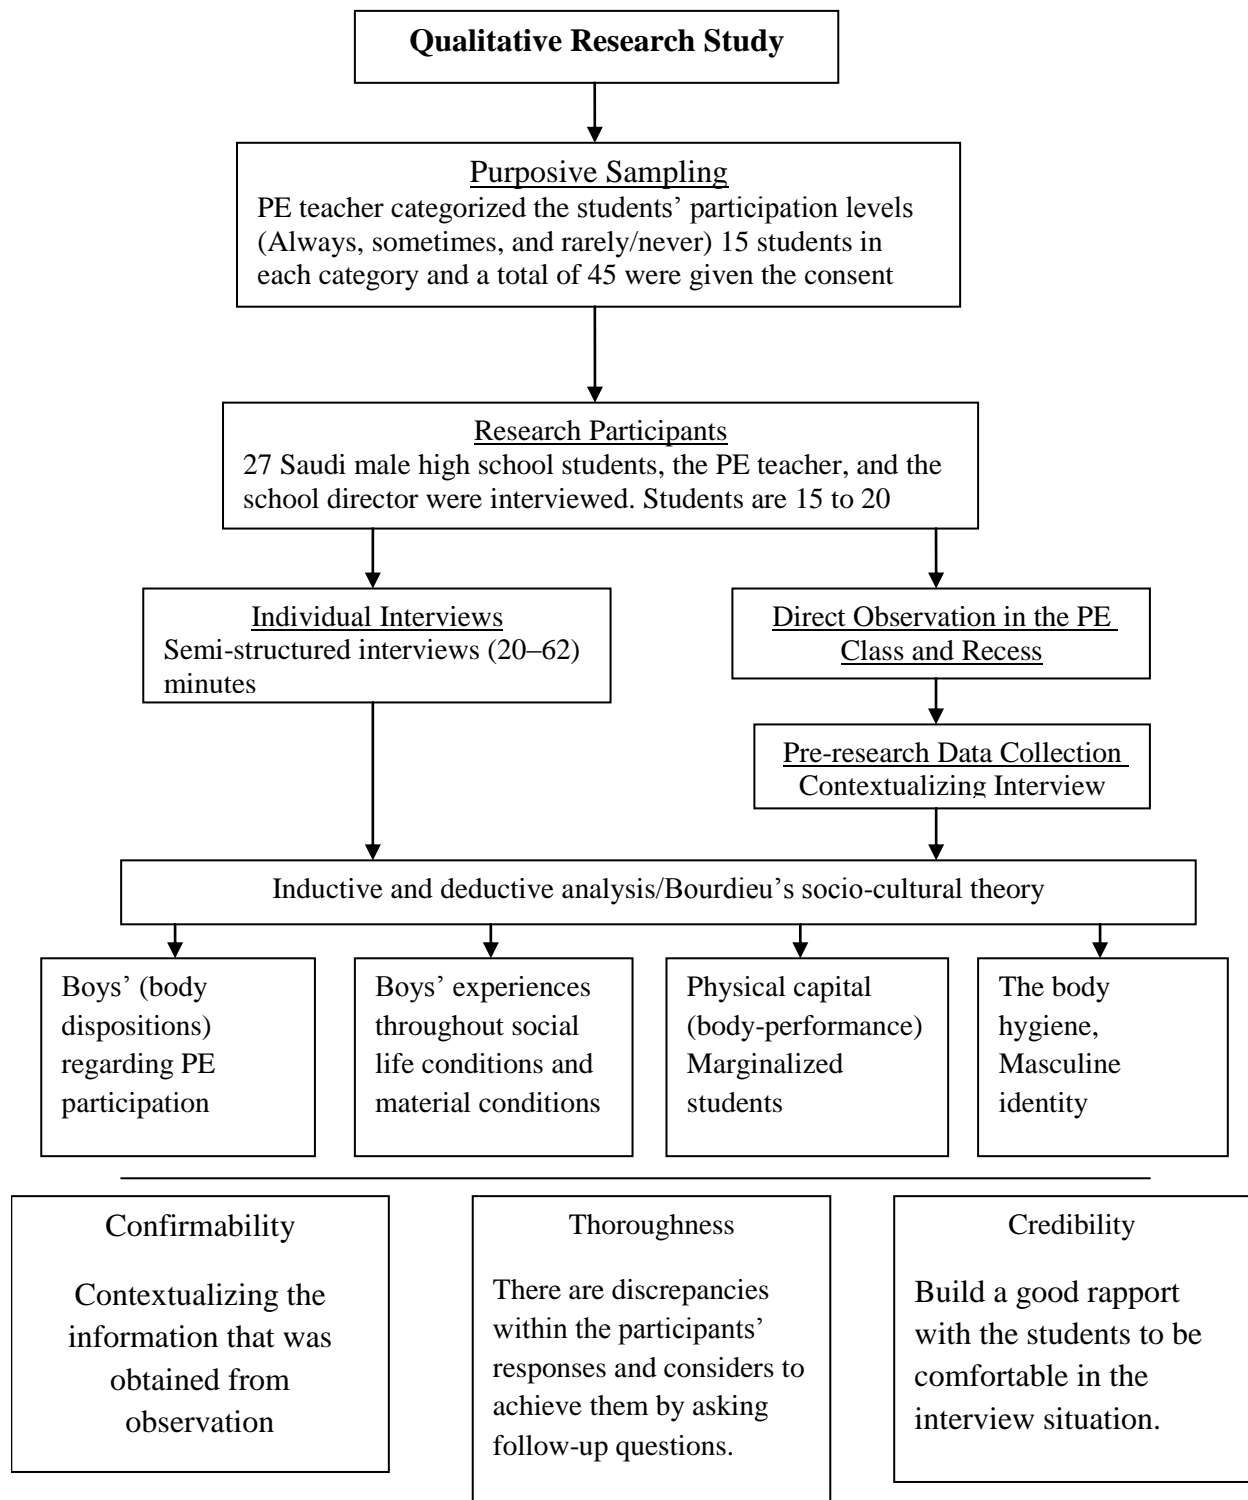 Qualitative Research Study
Purposive Sampling
PE teacher categorized the students’ participation levels
(Always, sometimes, and rarely/never) 15 students in
each category and a total of 45 were given the consent
Research Participants
27 Saudi male high school students, the PE teacher, and the
school director were interviewed. Students are 15 to 20
Individual Interviews
Semi-structured interviews (20–62)
minutes
Direct Observation in the PE
Class and Recess
Pre-research Data Collection
Contextualizing Interview
Inductive and deductive analysis/Bourdieu’s socio-cultural theory
Boys’ (body
dispositions)
regarding PE
participation
Boys’ experiences
throughout social
life conditions and
material conditions
Physical capital
(body-performance)
Marginalized
students
The body
hygiene,
Masculine
identity
Confirmability
Contextualizing the
information that was
obtained from
observation
Thoroughness
There are discrepancies
within the participants’
responses and considers to
achieve them by asking
follow-up questions.
Credibility
Build a good rapport
with the students to be
comfortable in the
interview situation.